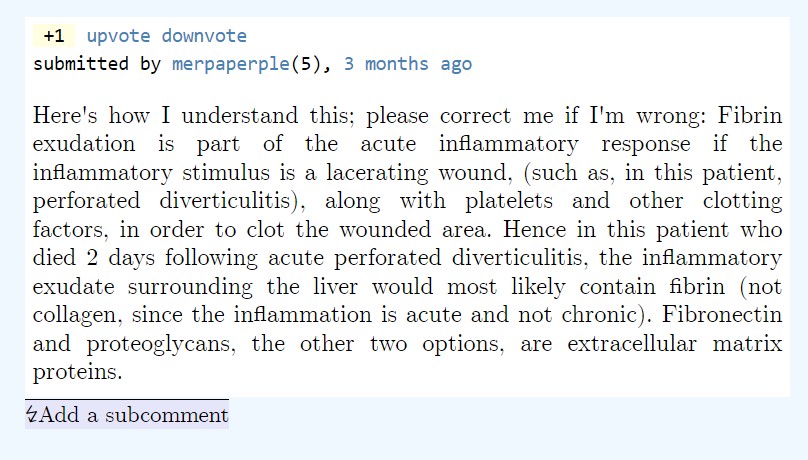 +1 upvote downvote
submitted by merpaperple(5), 3 months ago
Here's how I understand this; please correct me if I'm wrong: Fibrin
exudation is part of the acute inflammatory response if the
inflammatory stimulus is a lacerating wound, (such as, in this patient,
perforated diverticulitis), along with platelets and other clotting
factors, in order to clot the wounded area. Hence in this patient who
died 2 days following acute perforated diverticulitis, the inflammatory
exudate surrounding the liver would most likely contain fibrin (not
collagen, since the inflammation is acute and not chronic). Fibronectin
and proteoglycans, the other two options, are extracellular matrix
proteins.
↯Add a subcomment